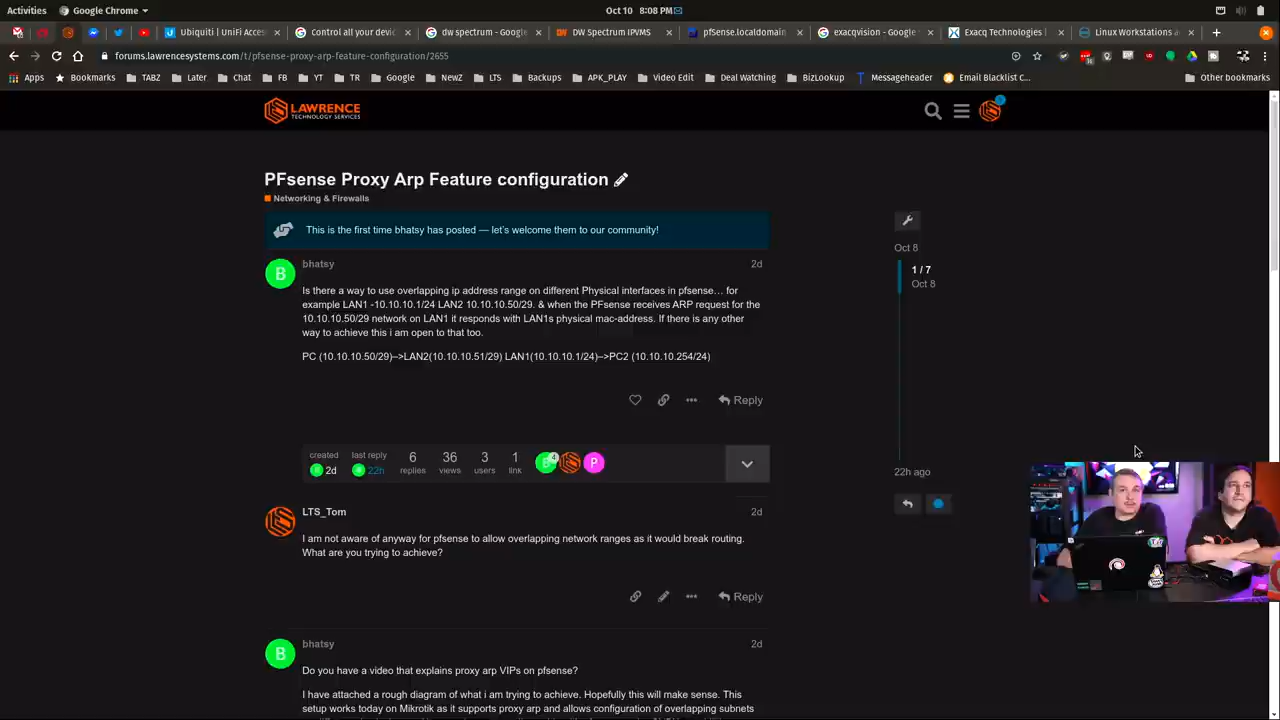 Activities
Google Chrome
Oct 10 8:08 PM
Ubiquiti | UniFi Acces
Control all your devic
dw spectrum - Google
DW Spectrum IPVMS
pfsense.localdomain
exacqvision - Google
Exacq Technologies |
Linux Workstations a
forums.lawrencesystems.com/t/pfsense-proxy-arp-feature-configuration/2655
Apps
Bookmarks
TABZ
Later
Chat
FB
YT
TR
Google
NewZ
LTS
Backups
APK_PLAY
Video Edit
Deal Watching
BizLookup
Messageheader
Email Blacklist C...
Other bookmarks
LAWRENCE
TECHNOLOGY SERVICES
PFsense Proxy Arp Feature configuration
Networking & Firewalls
This is the first time bhatsy has posted — let's welcome them to our community!
B
bhatsy
2d
Is there a way to use overlapping ip address range on different Physical interfaces in pfsense… for
example LAN1 -10.10.10.1/24 LAN2 10.10.10.50/29. & when the PFsense receives ARP request for the
10.10.10.50/29 network on LAN1 it responds with LAN1s physical mac-address. If there is any other
way to achieve this i am open to that too.
PC (10.10.10.50/29)–>LAN2(10.10.10.51/29) LAN1(10.10.10.1/24)–>PC2 (10.10.10.254/24)
Reply
created
2d
last reply
22h
6
replies
36
views
3
users
1
link
B
4
P
Oct 8
1 / 7
Oct 8
22h ago
LTS_Tom
2d
I am not aware of anyway for pfsense to allow overlapping network ranges as it would break routing.
What are you trying to achieve?
Reply
B
bhatsy
2d
Do you have a video that explains proxy arp VIPs on pfsense?
I have attached a rough diagram of what i am trying to achieve. Hopefully this will make sense. This
setup works today on Mikrotik as it supports proxy arp and allows configuration of overlapping subnets